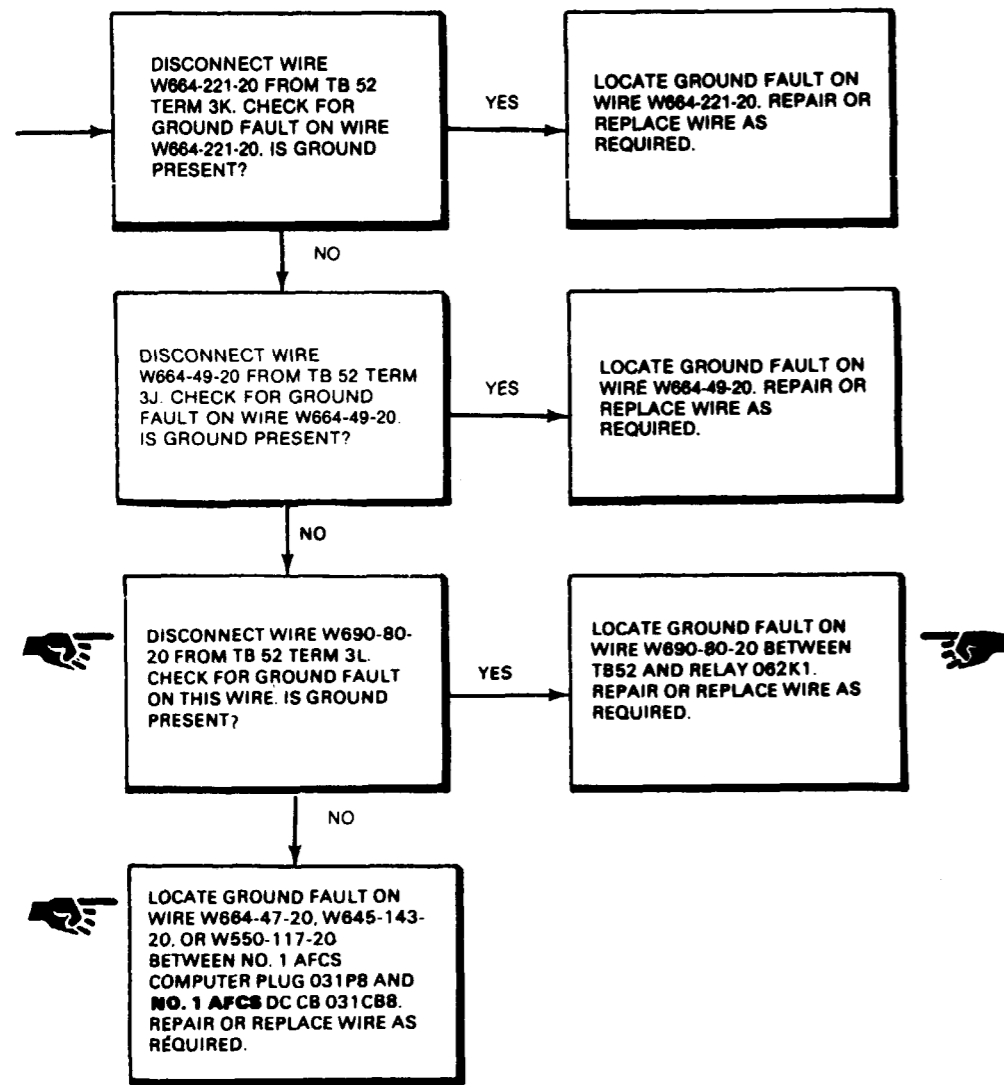 DISCONNECT WIRE
W664-221-20 FROM TB 52
TERM 3K. CHECK FOR
GROUND FAULT ON WIRE
W664-221-20. IS GROUND
PRESENT?
YES
LOCATE GROUND FAULT ON
WIRE W664-221-20. REPAIR OR
REPLACE WIRE AS
REQUIRED.
NO
DISCONNECT WIRE
W664-49-20 FROM TB 52 TERM
3J. CHECK FOR GROUND
FAULT ON WIRE W664-49-20.
IS GROUND PRESENT?
YES
LOCATE GROUND FAULT ON
WIRE W664-49-20. REPAIR OR
REPLACE WIRE AS
REQUIRED.
NO
DISCONNECT WIRE W690-80-
20 FROM TB 52 TERM 3L.
CHECK FOR GROUND FAULT
ON THIS WIRE. IS GROUND
PRESENT?
YES
LOCATE GROUND FAULT ON
WIRE W690-80-20 BETWEEN
TB52 AND RELAY 062K1.
REPAIR OR REPLACE WIRE AS
REQUIRED.
NO
LOCATE GROUND FAULT ON
WIRE W664-47-20, W645-143-
20, OR W550-117-20
BETWEEN NO. 1 AFCS
COMPUTER PLUG 031P8 AND
NO. 1 AFCS DC CB 031CB8.
REPAIR OR REPLACE WIRE AS
REQUIRED.